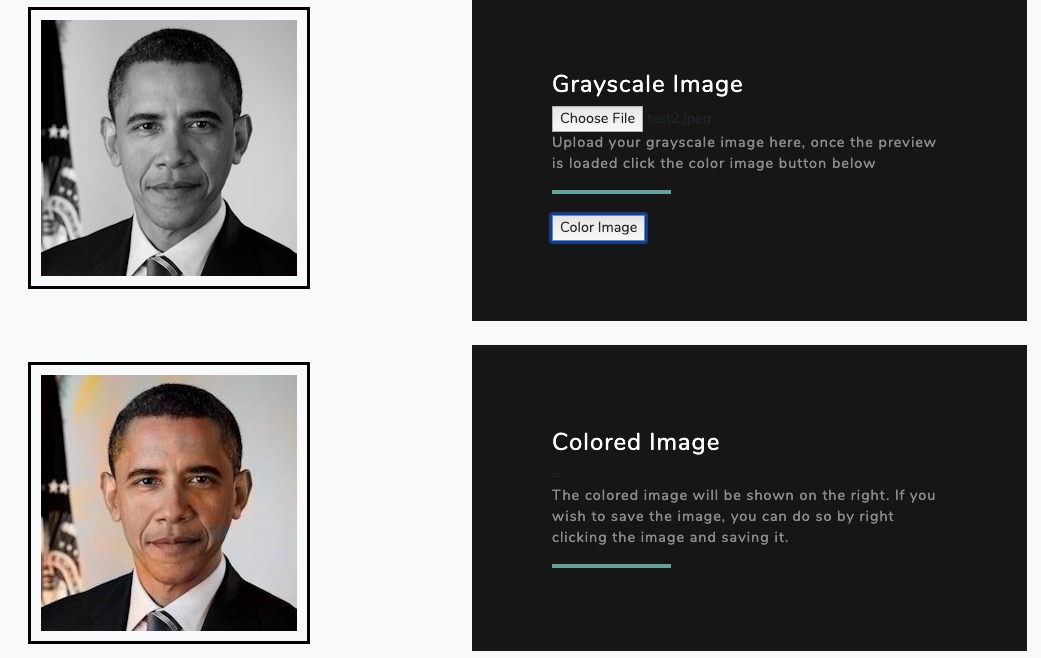 Grayscale Image
Choose File test2.jpeg
Upload your grayscale image here, once the preview
is loaded click the color image button below
Color Image
Colored Image
=
The colored image will be shown on the right. If you
wish to save the image, you can do so by right
clicking the image and saving it.